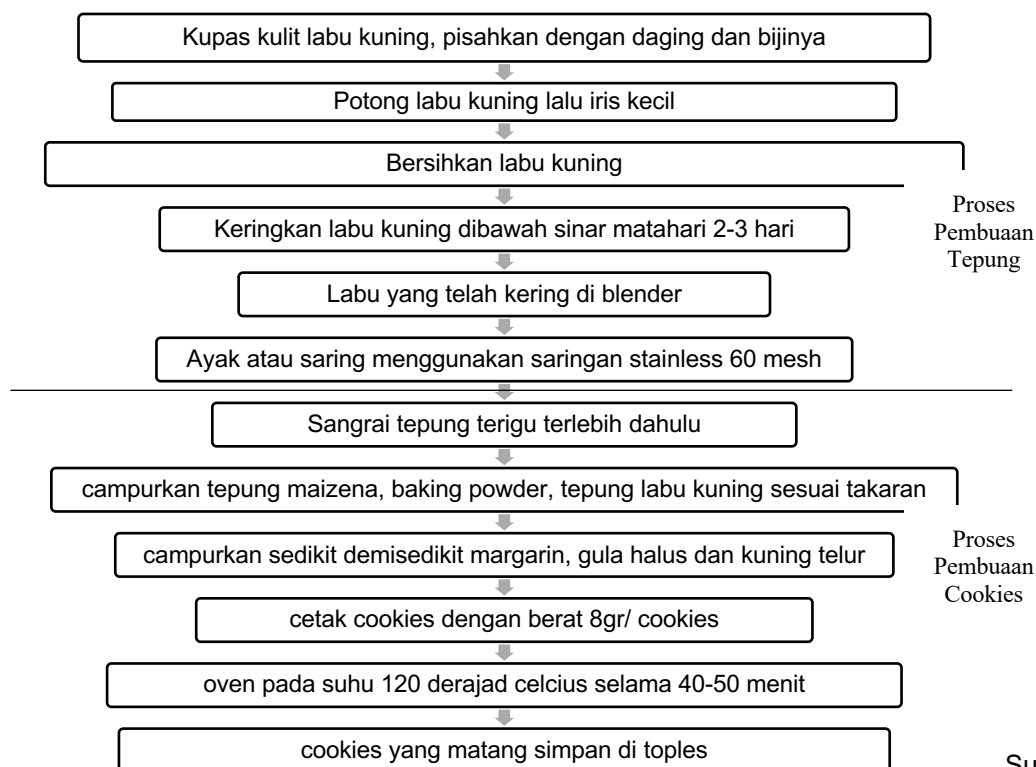 Kupas kulit labu kuning, pisahkan dengan daging dan bijinya
Potong labu kuning lalu iris kecil
Bersihkan labu kuning
Keringkan labu kuning dibawah sinar matahari 2-3 hari
Labu yang telah kering di blender
Ayak atau saring menggunakan saringan stainless 60 mesh
Proses
Pembuaan
Tepung
Sangrai tepung terigu terlebih dahulu
campurkan tepung maizena, baking powder, tepung labu kuning sesuai takaran
campurkan sedikit demisedikit margarin, gula halus dan kuning telur
cetak cookies dengan berat 8gr/ cookies
oven pada suhu 120 derajad celcius selama 40-50 menit
cookies yang matang simpan di toples
Proses
Pembuaan
Cookies